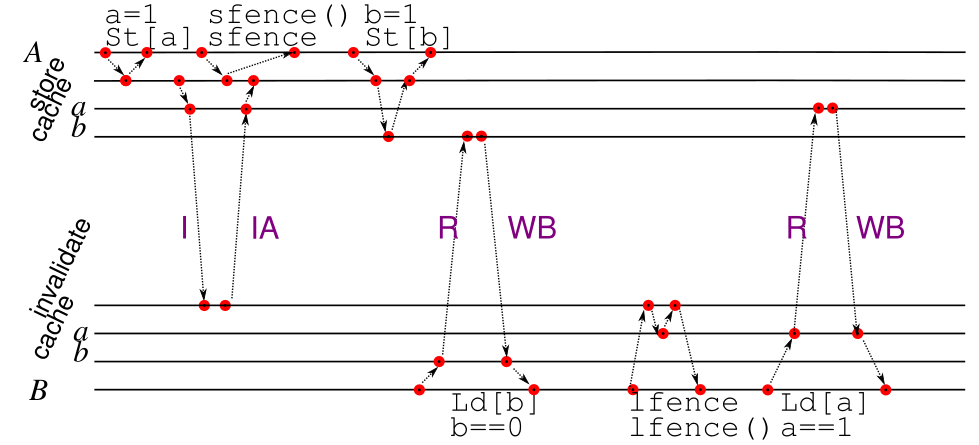 a=1 sfence() b=1
A St[a] sfence St[b]
store
cache
a
b
I IA R WB R WB
invalidate
cache
a
b
B
Ld[b] lfence Ld[a]
b==0 lfence() a==1